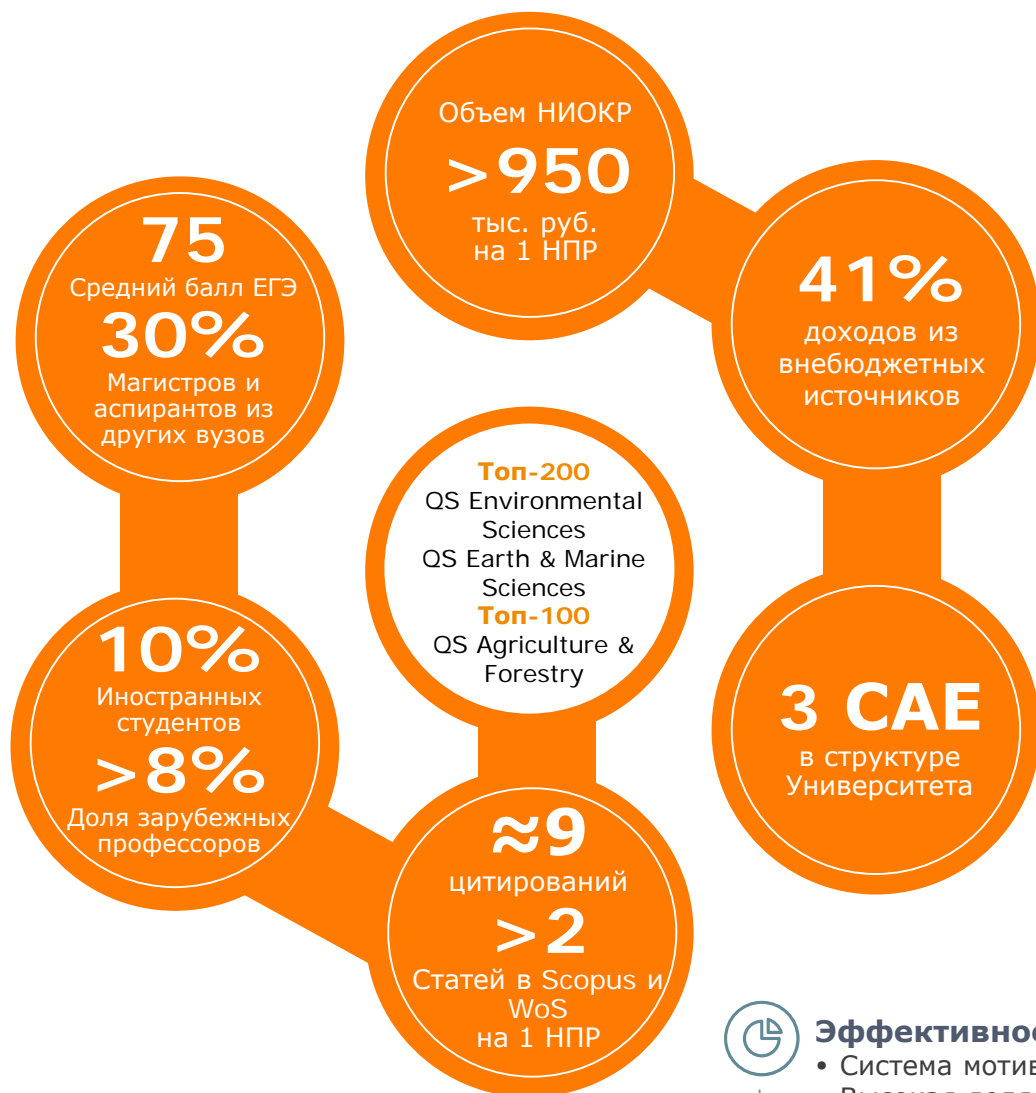 Объем НИОКР
>950
тыс. руб.
на 1 НПР
75
Средний балл ЕГЭ
30%
Магистров и
аспирантов из
других вузов
41%
доходов из
внебюджетных
источников
Топ-200
QS Environmental
Sciences
QS Earth & Marine
Sciences
Топ-100
QS Agriculture &
Forestry
10%
Иностранных
студентов
>8%
Доля зарубежных
профессоров
3 САЕ
в структуре
Университета
≈9
цитирований
>2
Статей в Scopus и
WoS
на 1 НПР
• Система